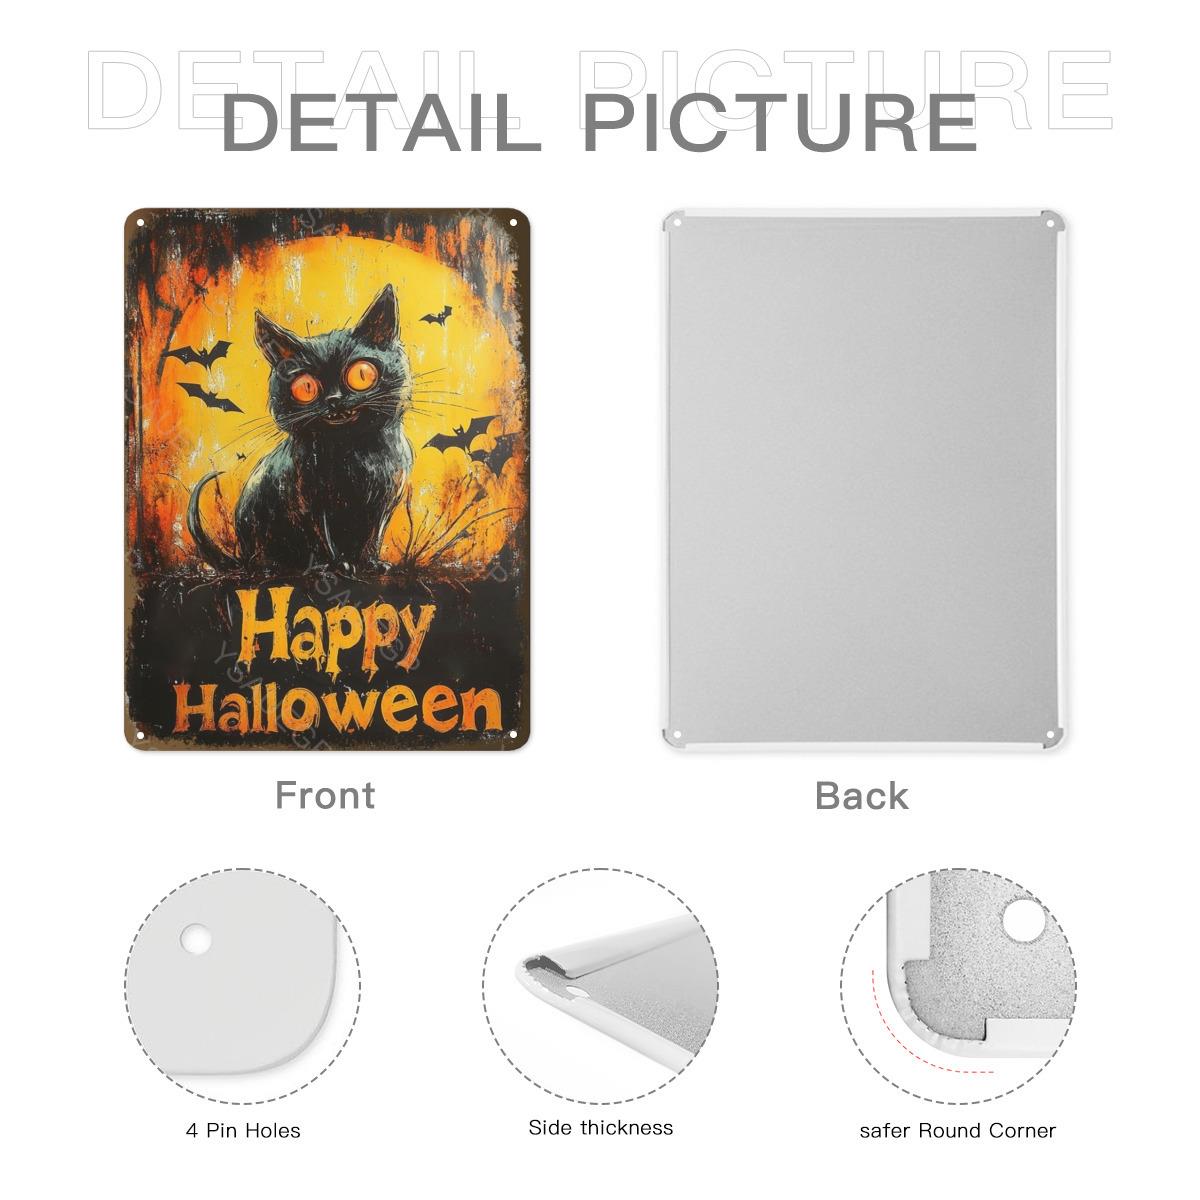 DETAIL PICTURE
DETAIL PICTURE
Happy
Halloween
Front
Back
4 Pin Holes
Side thickness
safer Round Corner